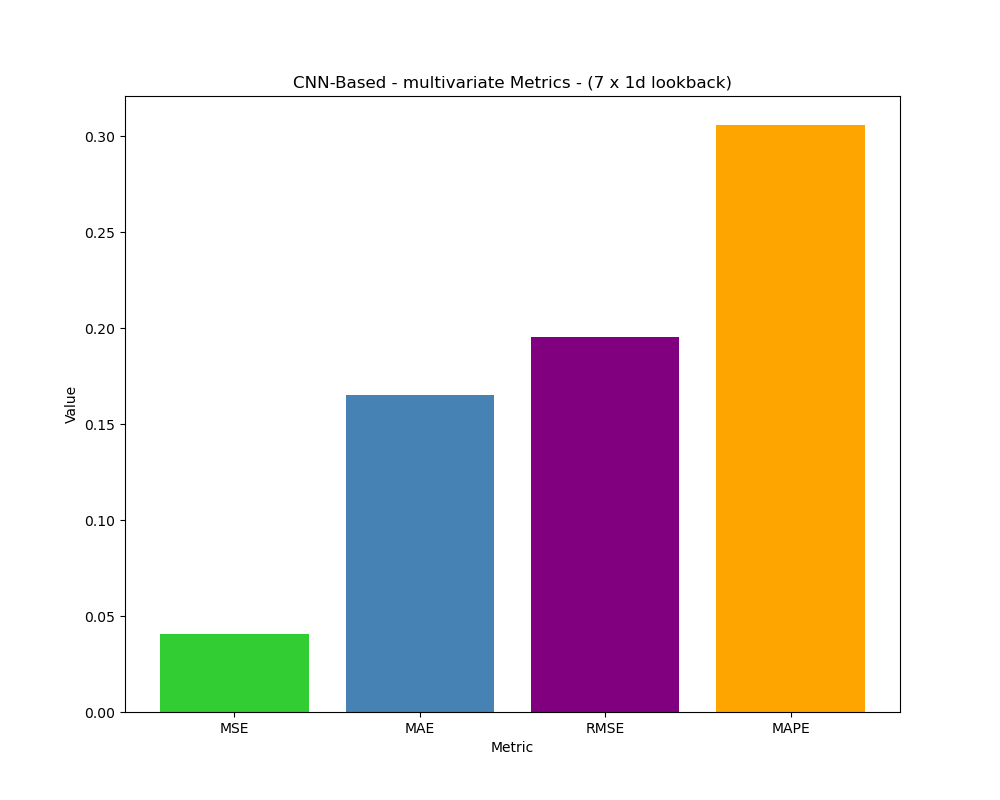 CNN-Based - multivariate Metrics - (7 x 1d lookback)
0.30
0.25
0.20
0.15
0.10
0.05
0.00
Value
MSE MAE RMSE MAPE
Metric